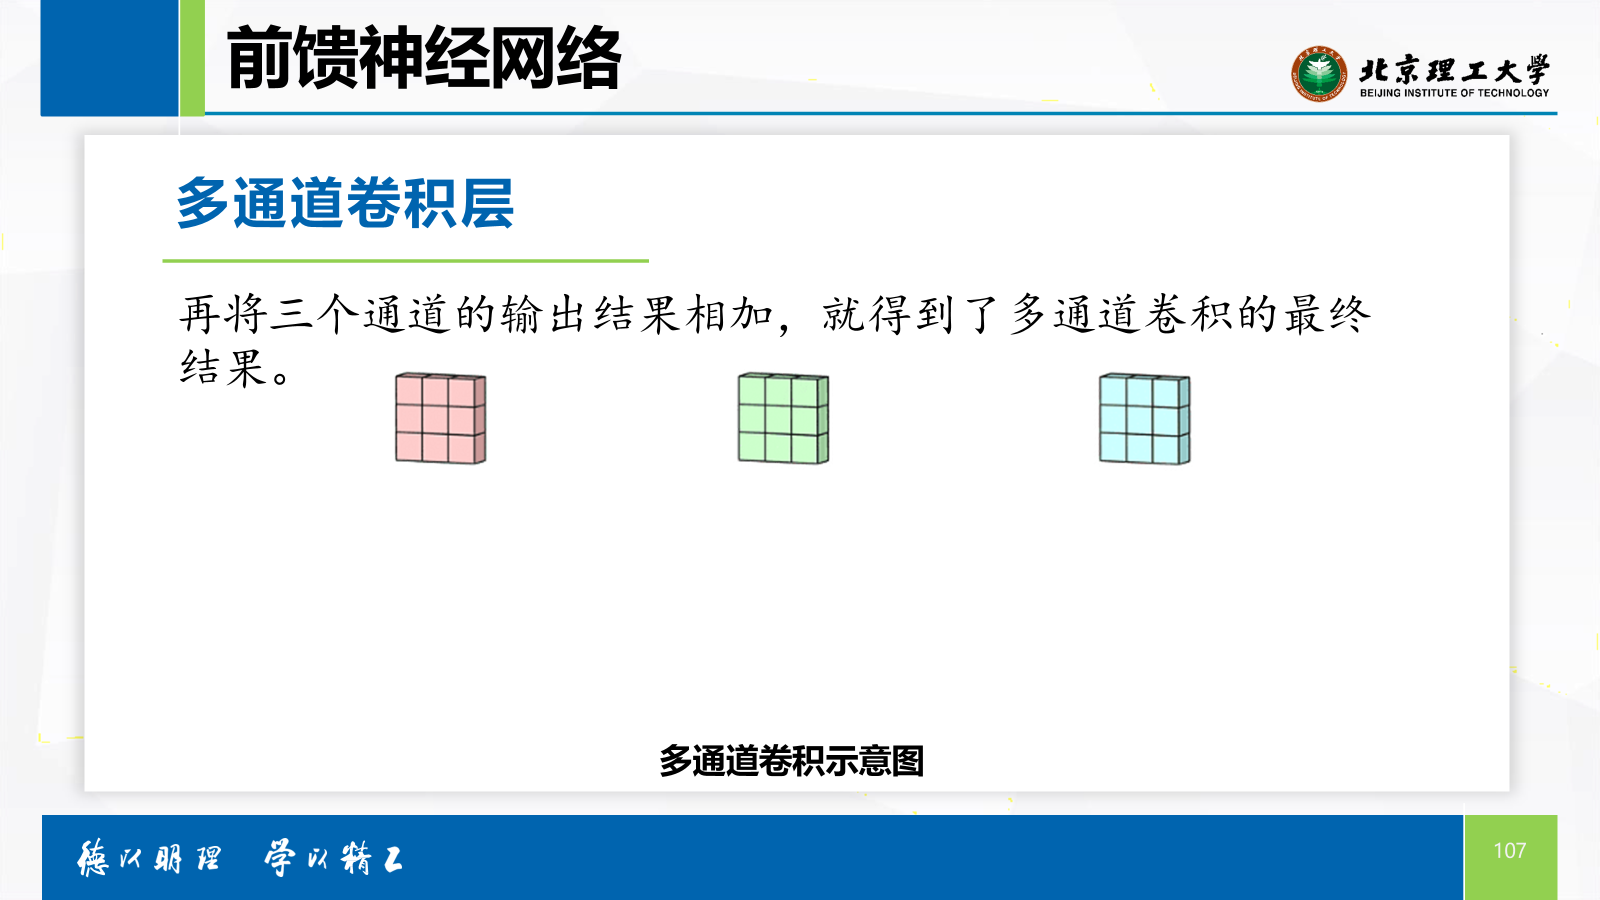 前馈神经网络
北京理工大学
BEIJING INSTITUTE OF TECHNOLOGY
多通道卷积层
再将三个通道的输出结果相加，就得到了多通道卷积的最终
结果。
多通道卷积示意图
德以明理 学以精工
107